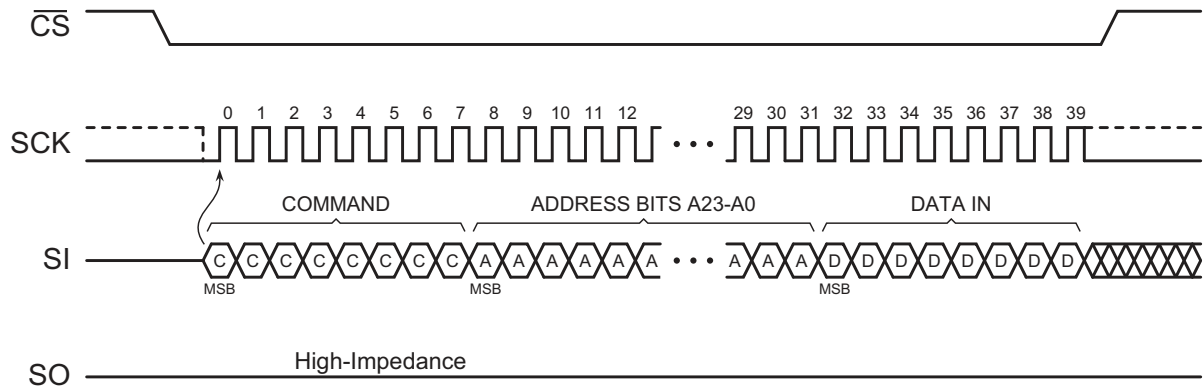 CS
0 1 2 3 4 5 6 7 8 9 10 11 12 29 30 31 32 33 34 35 36 37 38 39
SCK • • •
COMMAND ADDRESS BITS A23-A0 DATA IN
SI C C C C C C C C A A A A A A • • • A A A D D D D D D D D
MSB MSB MSB
High-Impedance
SO